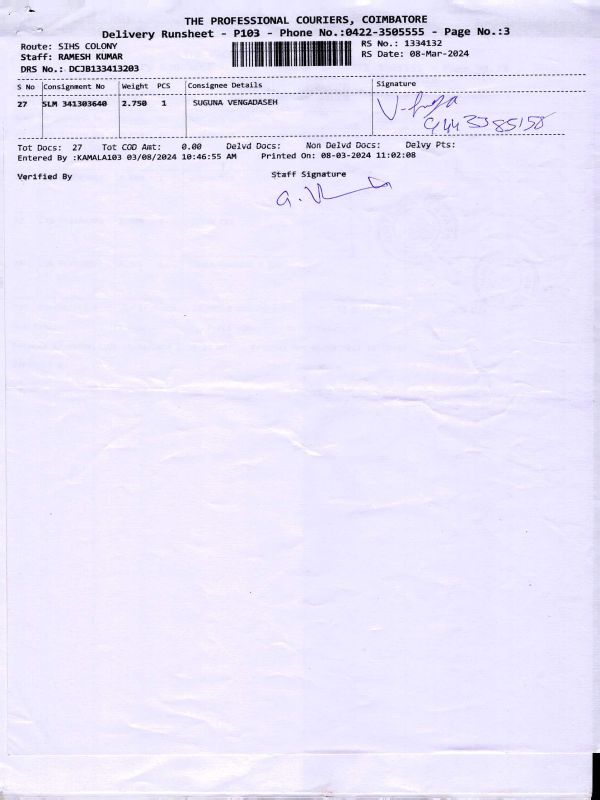 THE PROFESSIONAL COURIERS, COIMBATORE
Delivery Runsheet - P103 - Phone No.:0422-3505555 - Page No.:3
Route: SIHS COLONY
Staff: RAMESH KUMAR
DRS No.: DCJB133413203
RS No.: 1334132
RS Date: 08-Mar-2024
S No Consignment No Weight PCS Consignee Details Signature
27 SLM 341303640 2.750 1 SUGUNA VENGADASEH
Tot Docs: 27 Tot COD Amt: 0.00 Delvd Docs: Non Delvd Docs: Delvy Pts:
Entered By :KAMALA103 03/08/2024 10:46:55 AM Printed On: 08-03-2024 11:02:08
Verified By Staff Signature